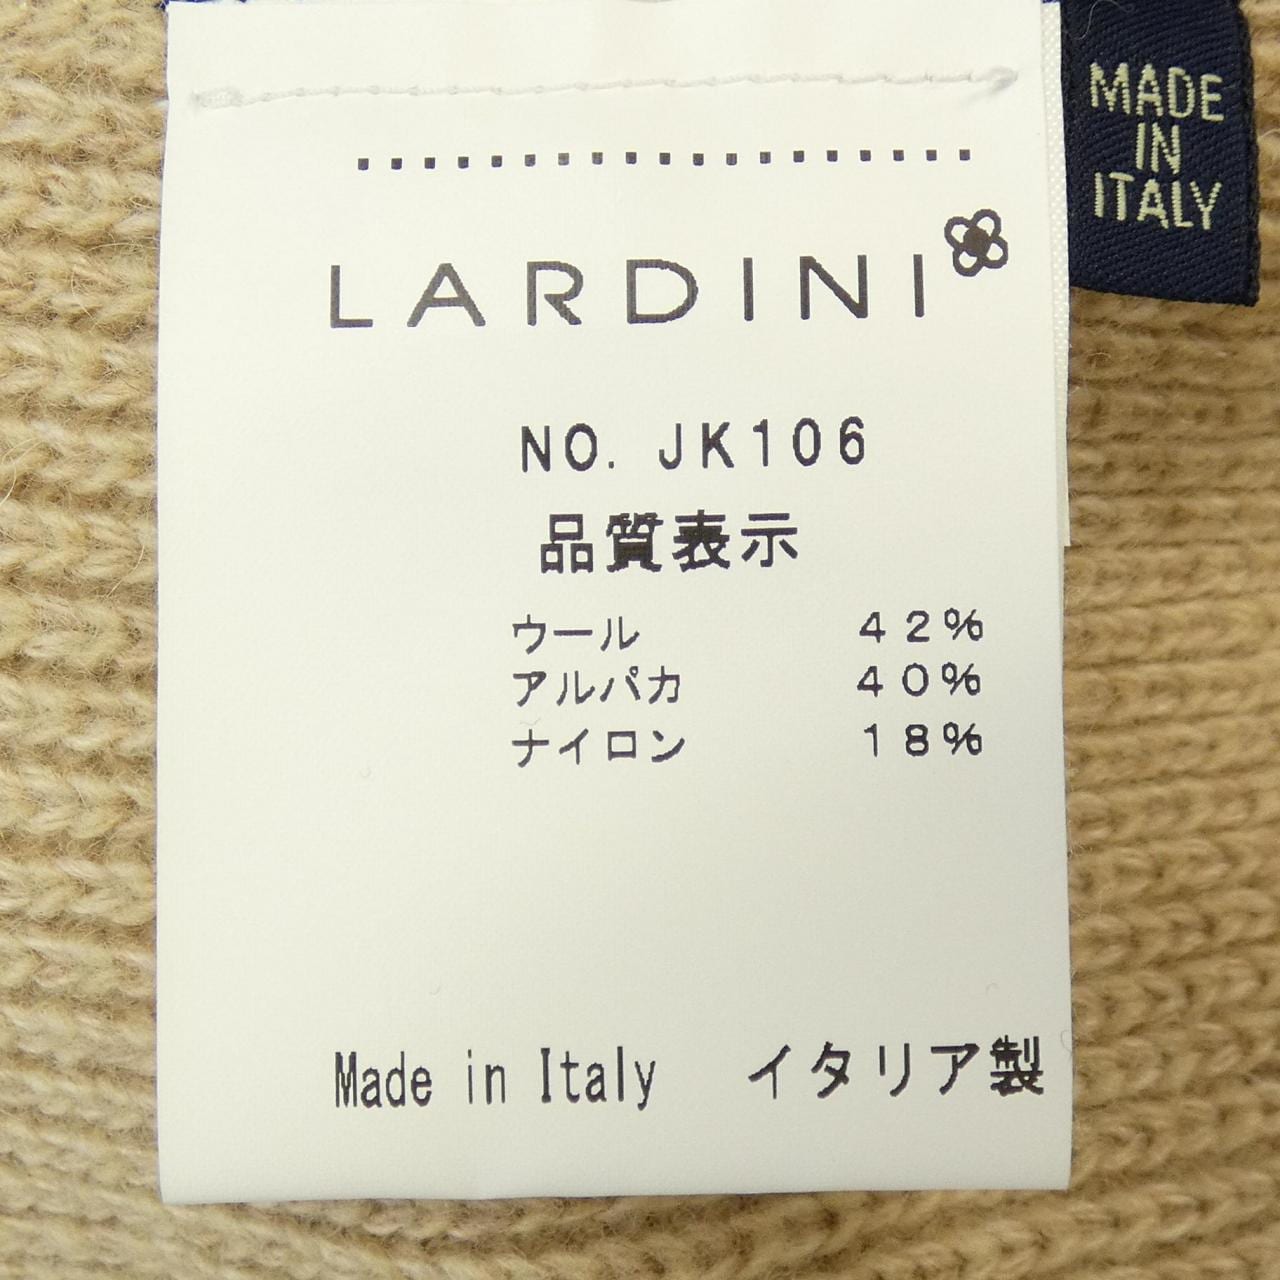 LARDINI
NO. JK106
品質表示
ウール 42%
アルパカ 40%
ナイロン 18%
Made in Italy イタリア製
MADE
IN
ITALY